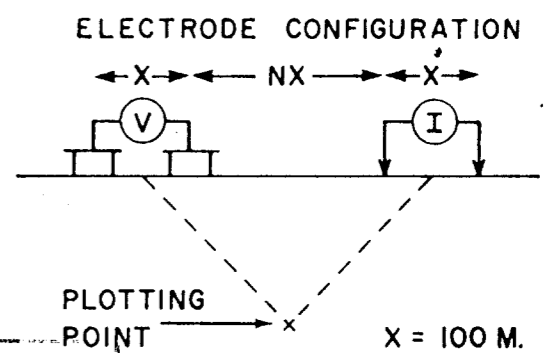 ELECTRODE CONFIGURATION
X NX X
V I
PLOTTING
POINT x X = 100 M.